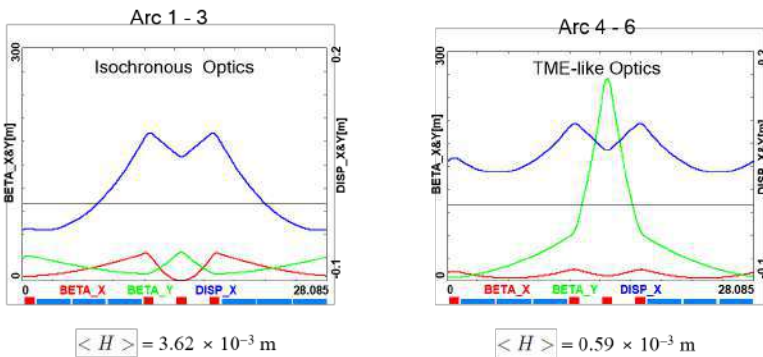 Arc 1 - 3
300
0.2
Isochronous Optics
BETA_X&Y[m]
DISP_X&Y[m]
0
-0.1
0 BETA_X BETA_Y DISP_X 28.085
< H > = 3.62 × 10⁻³ m
Arc 4 - 6
300
0.2
TME-like Optics
BETA_X&Y[m]
DISP_X&Y[m]
0
-0.1
0 BETA_X BETA_Y DISP_X 28.085
< H > = 0.59 × 10⁻³ m